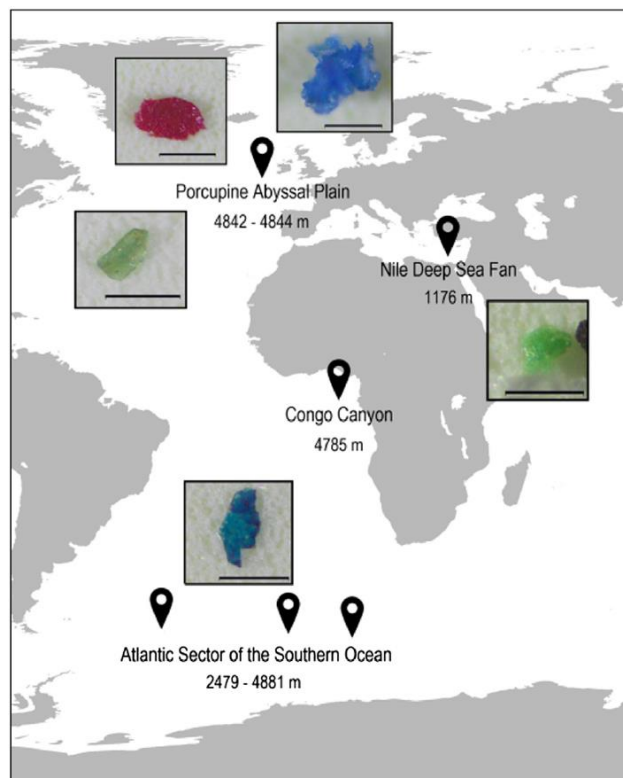 Porcupine Abyssal Plain
4842 - 4844 m
Nile Deep Sea Fan
1176 m
Congo Canyon
4785 m
Atlantic Sector of the Southern Ocean
2479 - 4881 m